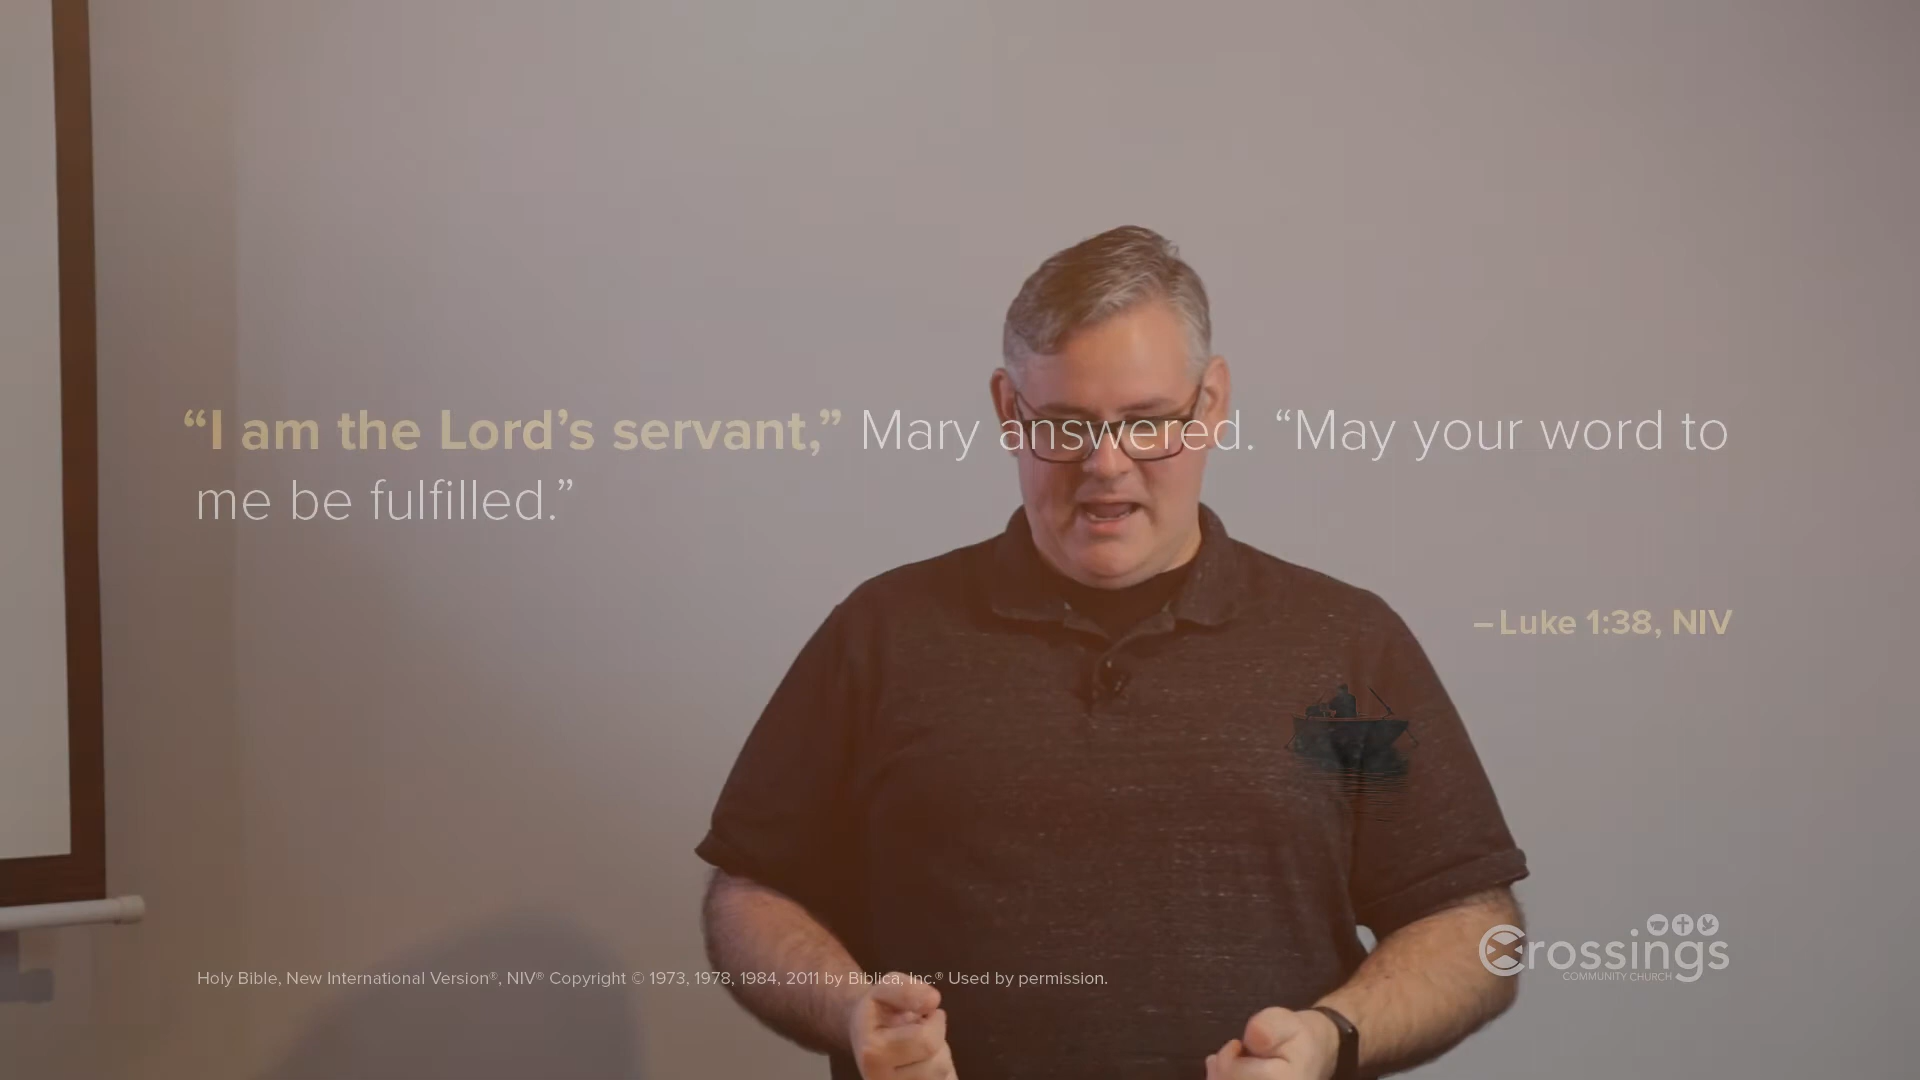 “I am the Lord’s servant,” Mary answered. “May your word to
me be fulfilled.”
– Luke 1:38, NIV
Holy Bible, New International Version®, NIV® Copyright © 1973, 1978, 1984, 2011 by Biblica, Inc.® Used by permission.
Crossings
COMMUNITY CHURCH